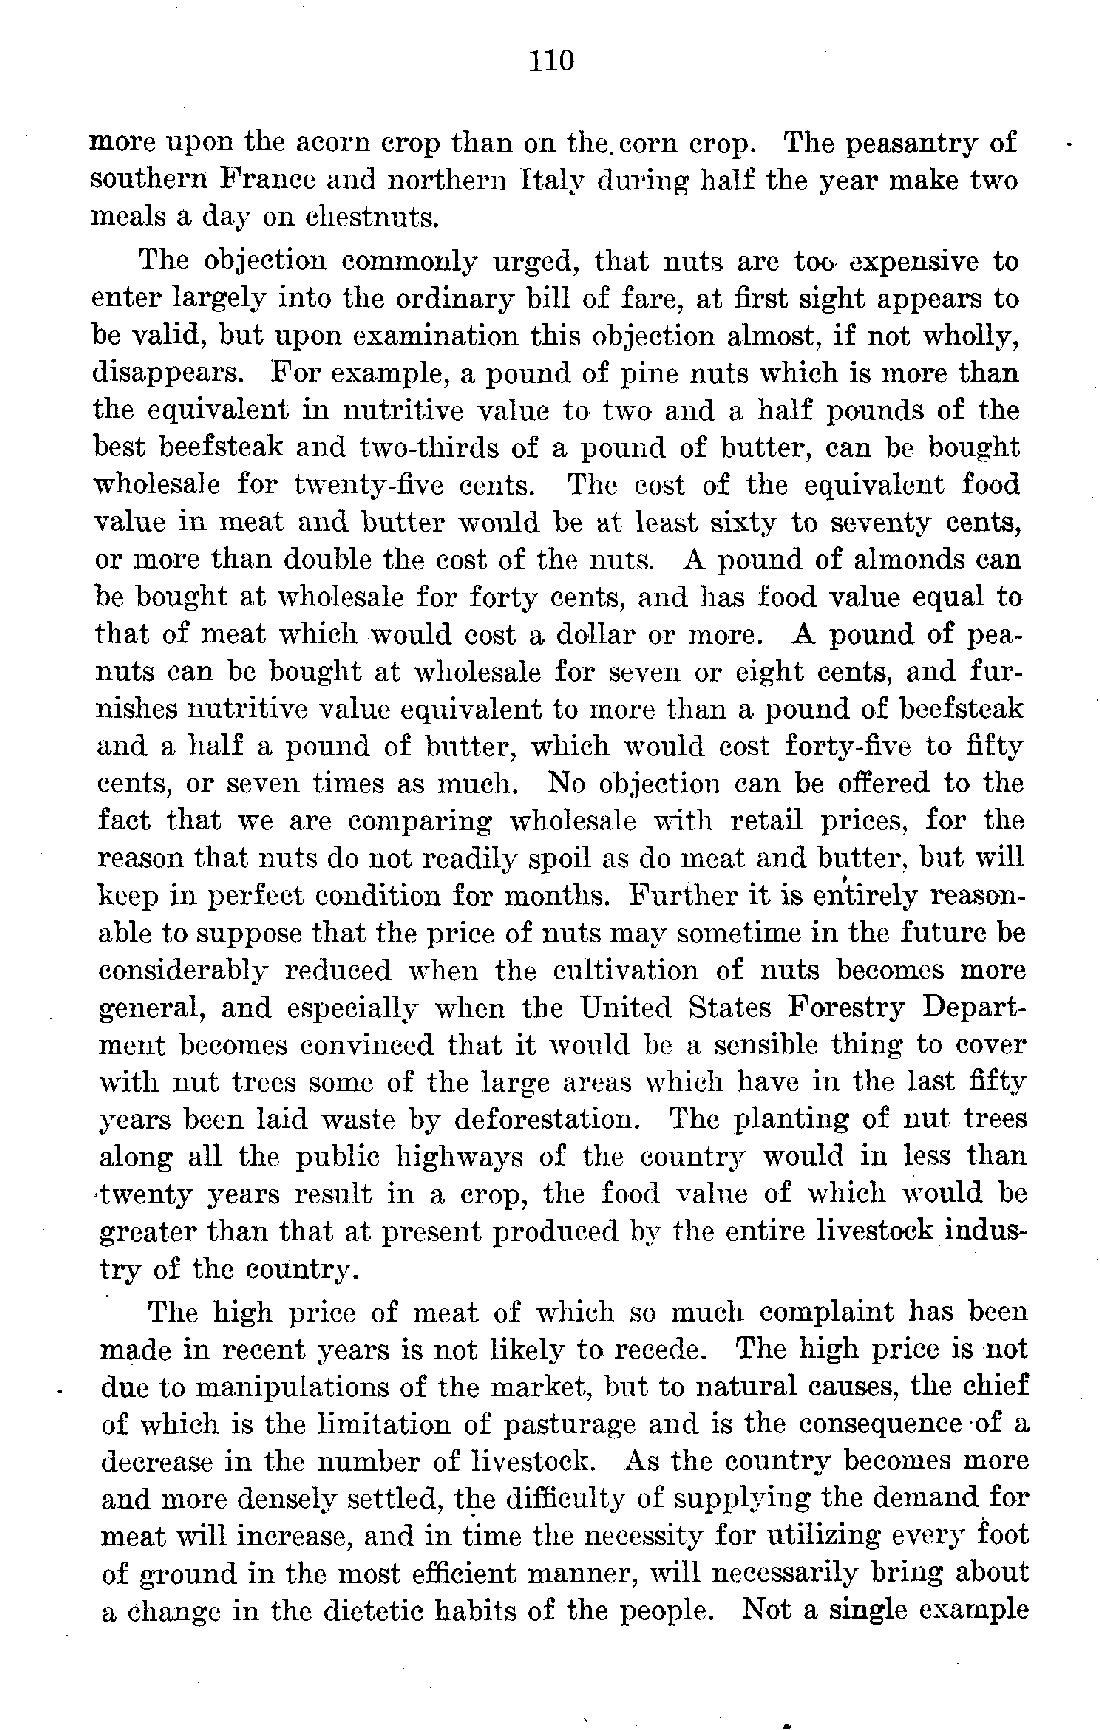 110
more upon the acorn crop than on the corn crop. The peasantry of
southern France and northern Italy during half the year make two
meals a day on chestnuts.
The objection commonly urged, that nuts are too expensive to
enter largely into the ordinary bill of fare, at first sight appears to
be valid, but upon examination this objection almost, if not wholly,
disappears. For example, a pound of pine nuts which is more than
the equivalent in nutritive value to two and a half pounds of the
best beefsteak and two-thirds of a pound of butter, can be bought
wholesale for twenty-five cents. The cost of the equivalent food
value in meat and butter would be at least sixty to seventy cents,
or more than double the cost of the nuts. A pound of almonds can
be bought at wholesale for forty cents, and has food value equal to
that of meat which would cost a dollar or more. A pound of pea-
nuts can be bought at wholesale for seven or eight cents, and fur-
nishes nutritive value equivalent to more than a pound of beefsteak
and a half a pound of butter, which would cost forty-five to fifty
cents, or seven times as much. No objection can be offered to the
fact that we are comparing wholesale with retail prices, for the
reason that nuts do not readily spoil as do meat and butter, but will
keep in perfect condition for months. Further it is entirely reason-
able to suppose that the price of nuts may sometime in the future be
considerably reduced when the cultivation of nuts becomes more
general, and especially when the United States Forestry Depart-
ment becomes convinced that it would be a sensible thing to cover
with nut trees some of the large areas which have in the last fifty
years been laid waste by deforestation. The planting of nut trees
along all the public highways of the country would in less than
twenty years result in a crop, the food value of which would be
greater than that at present produced by the entire livestock indus-
try of the country.
The high price of meat of which so much complaint has been
made in recent years is not likely to recede. The high price is not
due to manipulations of the market, but to natural causes, the chief
of which is the limitation of pasturage and is the consequence of a
decrease in the number of livestock. As the country becomes more
and more densely settled, the difficulty of supplying the demand for
meat will increase, and in time the necessity for utilizing every foot
of ground in the most efficient manner, will necessarily bring about
a change in the dietetic habits of the people. Not a single example